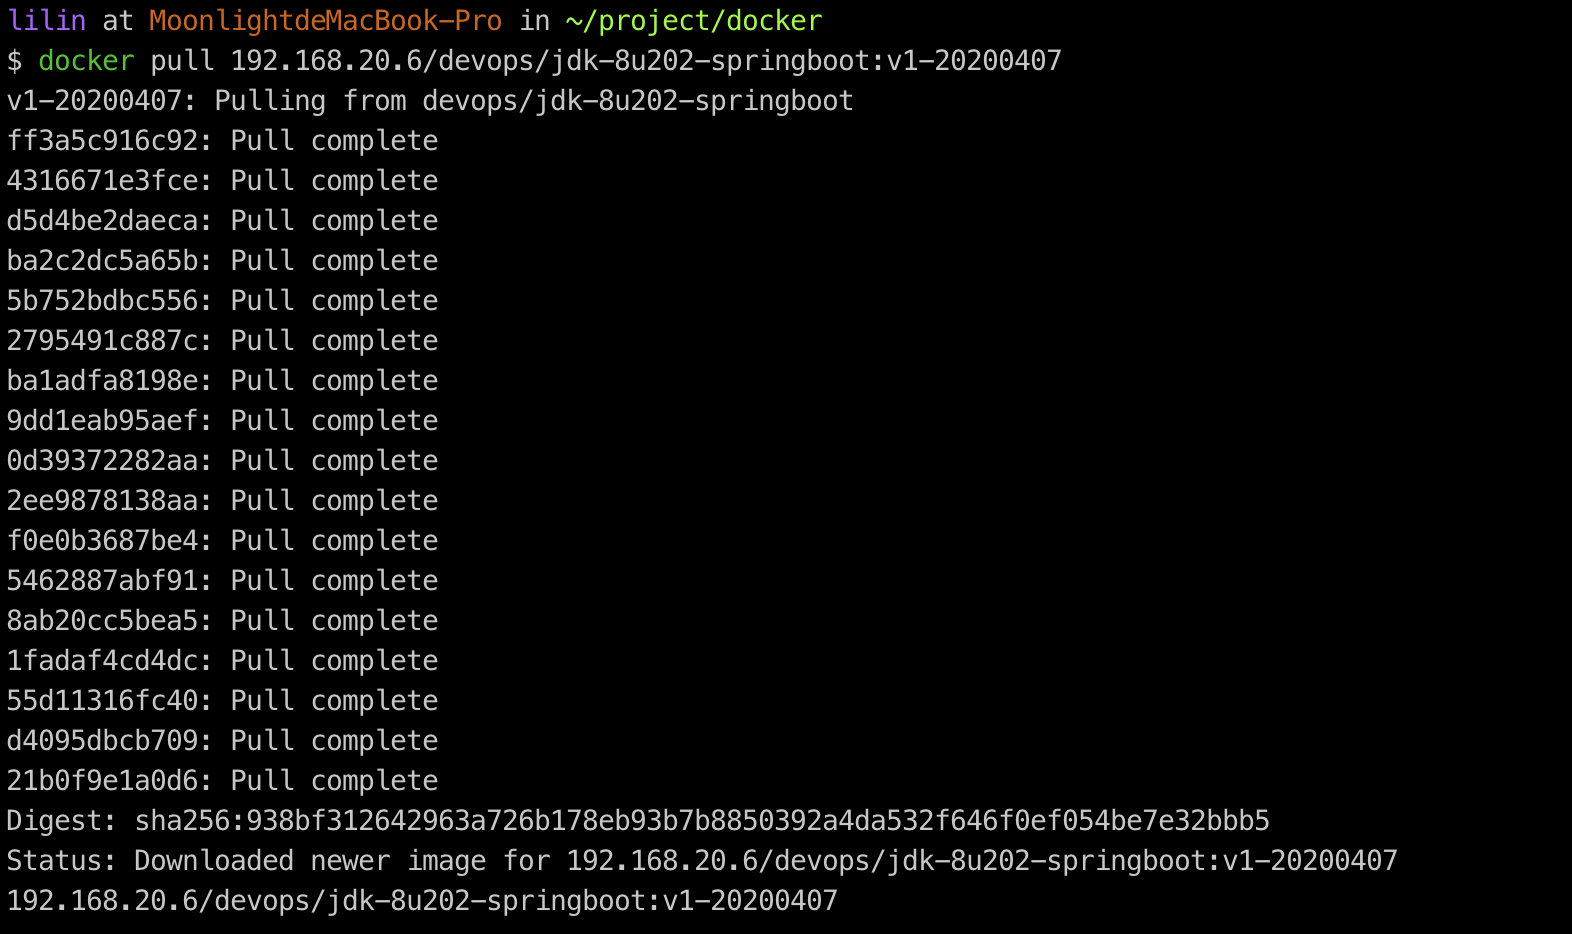 lilin at MoonlightdeMacBook-Pro in ~/project/docker
$ docker pull 192.168.20.6/devops/jdk-8u202-springboot:v1-20200407
v1-20200407: Pulling from devops/jdk-8u202-springboot
ff3a5c916c92: Pull complete
4316671e3fce: Pull complete
d5d4be2daeca: Pull complete
ba2c2dc5a65b: Pull complete
5b752bdbc556: Pull complete
2795491c887c: Pull complete
ba1adfa8198e: Pull complete
9dd1eab95aef: Pull complete
0d39372282aa: Pull complete
2ee9878138aa: Pull complete
f0e0b3687be4: Pull complete
5462887abf91: Pull complete
8ab20cc5bea5: Pull complete
1fadaf4cd4dc: Pull complete
55d11316fc40: Pull complete
d4095dbcb709: Pull complete
21b0f9e1a0d6: Pull complete
Digest: sha256:938bf312642963a726b178eb93b7b8850392a4da532f646f0ef054be7e32bbb5
Status: Downloaded newer image for 192.168.20.6/devops/jdk-8u202-springboot:v1-20200407
192.168.20.6/devops/jdk-8u202-springboot:v1-20200407